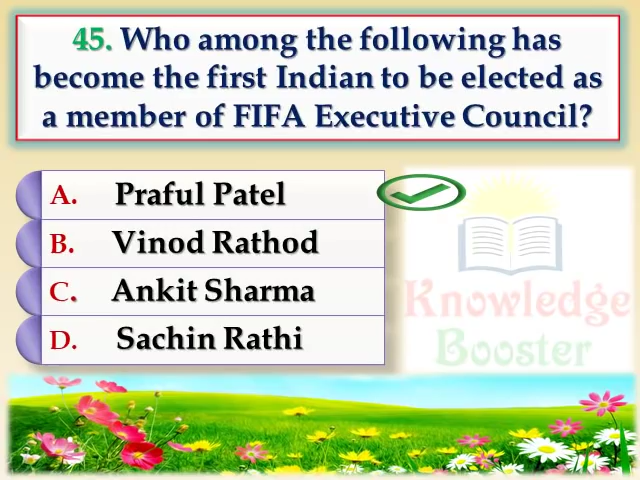 45. Who among the following has
become the first Indian to be elected as
a member of FIFA Executive Council?
A. Praful Patel
B. Vinod Rathod
C. Ankit Sharma
D. Sachin Rathi
Knowledge
Booster